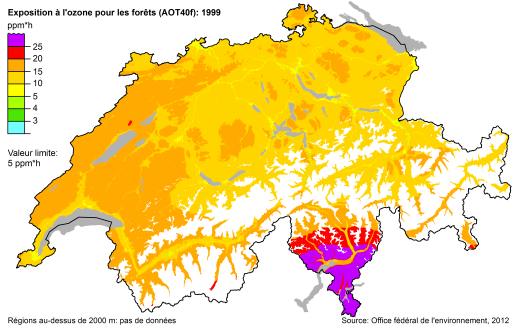 Exposition à l'ozone pour les forêts (AOT40f): 1999
ppm*h
25
20
15
10
5
4
3
Valeur limite:
5 ppm*h
Régions au-dessus de 2000 m: pas de données
Source: Office fédéral de l'environnement, 2012